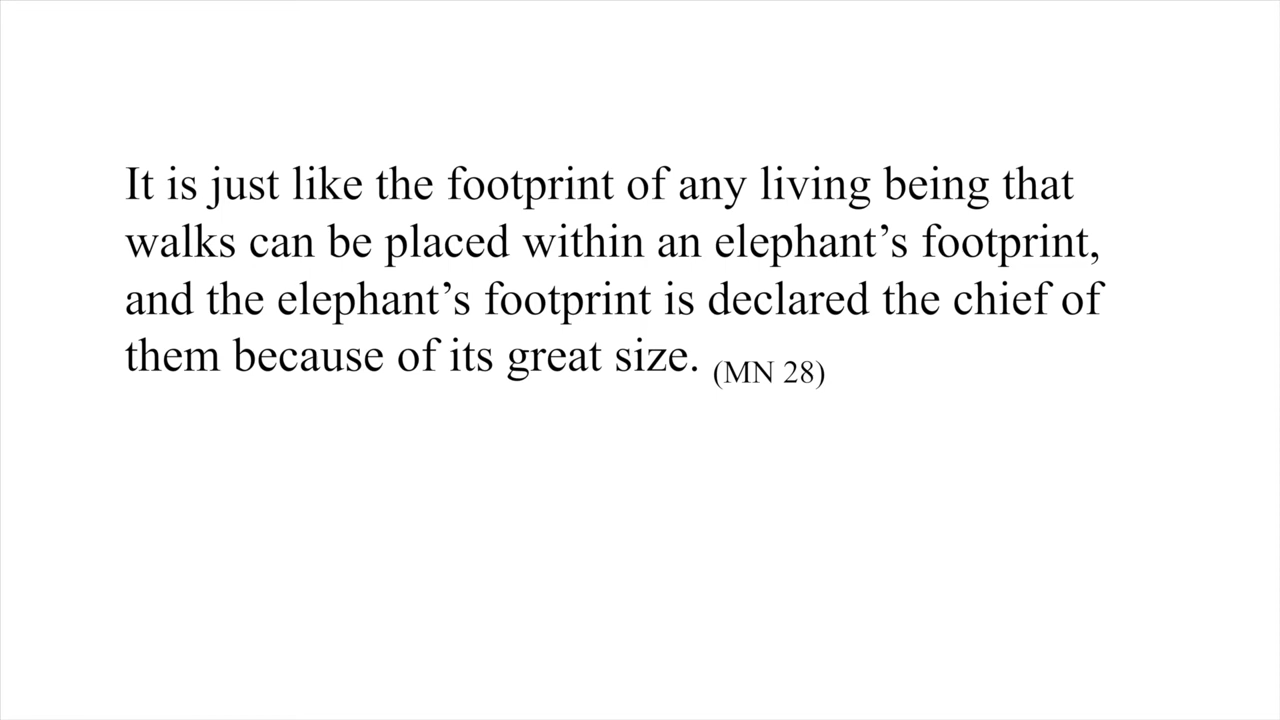 It is just like the footprint of any living being that
walks can be placed within an elephant’s footprint,
and the elephant’s footprint is declared the chief of
them because of its great size. (MN 28)